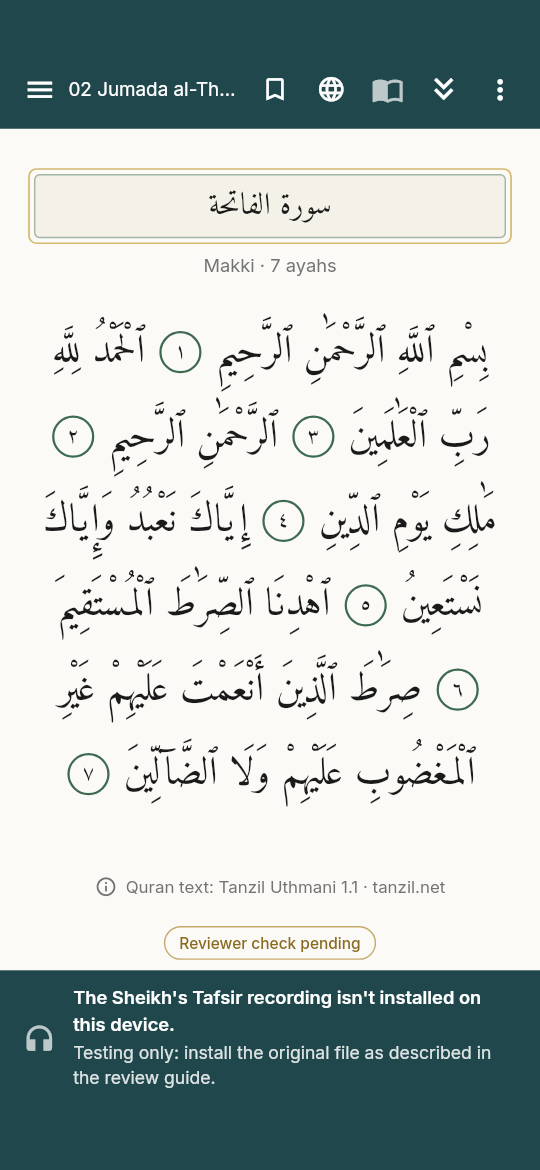 02 Jumada al-Th...
سورة الفاتحة
Makki · 7 ayahs
بِسْمِ ٱللَّهِ ٱلرَّحْمَٰنِ ٱلرَّحِيمِ ١ ٱلْحَمْدُ لِلَّهِ
رَبِّ ٱلْعَٰلَمِينَ ٣ ٱلرَّحْمَٰنِ ٱلرَّحِيمِ ٢
مَٰلِكِ يَوْمِ ٱلدِّينِ ٤ إِيَّاكَ نَعْبُدُ وَإِيَّاكَ
نَسْتَعِينُ ٥ ٱهْدِنَا ٱلصِّرَٰطَ ٱلْمُسْتَقِيمَ
٦ صِرَٰطَ ٱلَّذِينَ أَنْعَمْتَ عَلَيْهِمْ غَيْرِ
ٱلْمَغْضُوبِ عَلَيْهِمْ وَلَا ٱلضَّآلِّينَ ٧
Quran text: Tanzil Uthmani 1.1 · tanzil.net
Reviewer check pending
The Sheikh's Tafsir recording isn't installed on
this device.
Testing only: install the original file as described in
the review guide.